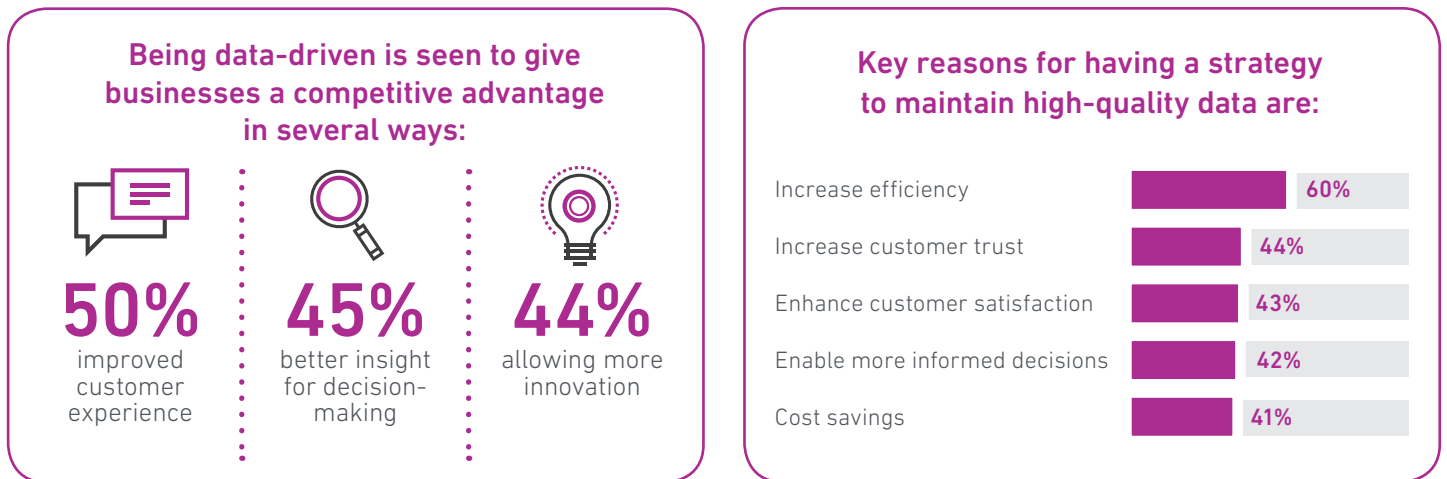 Being data-driven is seen to give
businesses a competitive advantage
in several ways:
50%
improved
customer
experience
45%
better insight
for decision-
making
44%
allowing more
innovation
Key reasons for having a strategy
to maintain high-quality data are:
Increase efficiency 60%
Increase customer trust 44%
Enhance customer satisfaction 43%
Enable more informed decisions 42%
Cost savings 41%